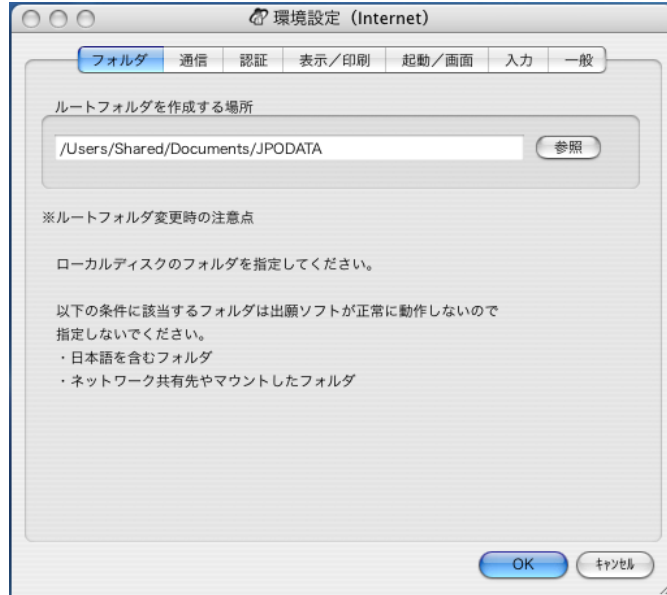 環境設定（Internet）
フォルダ 通信 認証 表示／印刷 起動／画面 入力 一般
ルートフォルダを作成する場所
/Users/Shared/Documents/JPODATA 参照
※ルートフォルダ変更時の注意点
ローカルディスクのフォルダを指定してください。
以下の条件に該当するフォルダは出願ソフトが正常に動作しないので
指定しないでください。
・日本語を含むフォルダ
・ネットワーク共有先やマウントしたフォルダ
OK ｷｬﾝｾﾙ